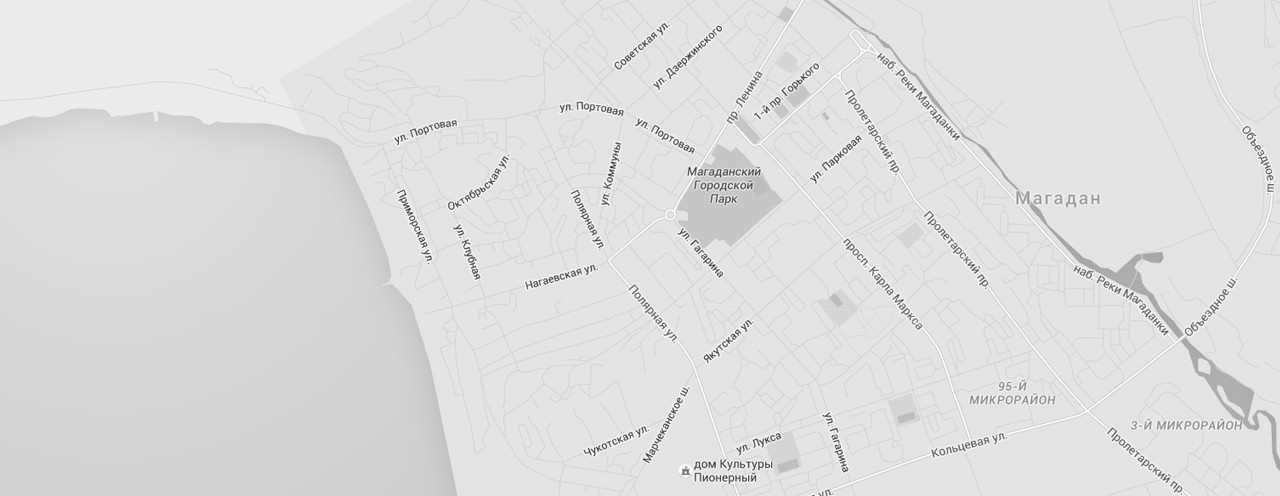 Советская ул.
ул. Дзержинского
наб. Реки Магаданки
1-й пр. Горького
пр. Ленина
ул. Портовая
ул. Портовая
ул. Портовая
Пролетарский пр.
Объездное ш.
ул. Парковая
ул. Коммуны
Октябрьская ул.
Магаданский
Городской
Парк
Магадан
Приморская ул.
Полярная ул.
ул. Клубная
ул. Гагарина
Пролетарский пр.
просп. Карла Маркса
Нагаевская ул.
наб. Реки Магаданки
Объездное ш.
Полярная ул.
Якутская ул.
95-Й
МИКРОРАЙОН
3-Й МИКРОРАЙОН
Марчеканское ш.
Чукотская ул.
ул. Лукса
ул. Гагарина
Кольцевая ул.
Пролетарский пр.
дом Культуры
Пионерный
ул.